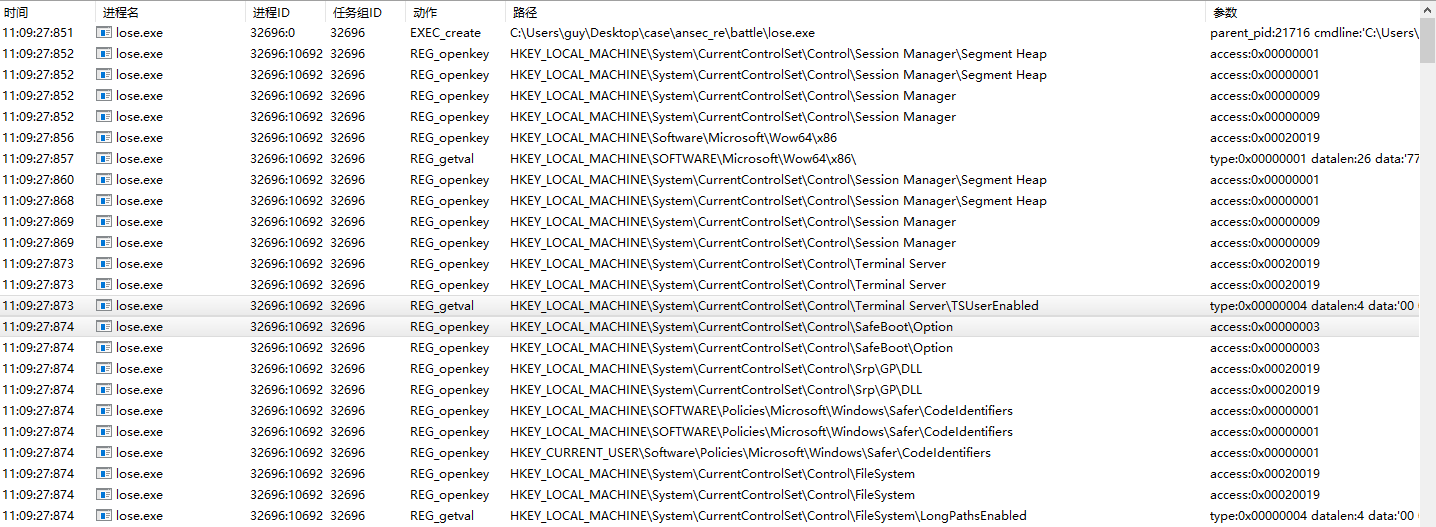 时间 进程名 进程ID 任务组ID 动作 路径 参数
11:09:27:851 lose.exe 32696:0 32696 EXEC_create C:\Users\guy\Desktop\case\ansec_re\battle\lose.exe parent_pid:21716 cmdline:'C:\Users\
11:09:27:852 lose.exe 32696:10692 32696 REG_openkey HKEY_LOCAL_MACHINE\System\CurrentControlSet\Control\Session Manager\Segment Heap access:0x00000001
11:09:27:852 lose.exe 32696:10692 32696 REG_openkey HKEY_LOCAL_MACHINE\System\CurrentControlSet\Control\Session Manager\Segment Heap access:0x00000001
11:09:27:852 lose.exe 32696:10692 32696 REG_openkey HKEY_LOCAL_MACHINE\System\CurrentControlSet\Control\Session Manager access:0x00000009
11:09:27:852 lose.exe 32696:10692 32696 REG_openkey HKEY_LOCAL_MACHINE\System\CurrentControlSet\Control\Session Manager access:0x00000009
11:09:27:856 lose.exe 32696:10692 32696 REG_openkey HKEY_LOCAL_MACHINE\Software\Microsoft\Wow64\x86 access:0x00020019
11:09:27:857 lose.exe 32696:10692 32696 REG_getval HKEY_LOCAL_MACHINE\SOFTWARE\Microsoft\Wow64\x86\ type:0x00000001 datalen:26 data:'77
11:09:27:860 lose.exe 32696:10692 32696 REG_openkey HKEY_LOCAL_MACHINE\System\CurrentControlSet\Control\Session Manager\Segment Heap access:0x00000001
11:09:27:868 lose.exe 32696:10692 32696 REG_openkey HKEY_LOCAL_MACHINE\System\CurrentControlSet\Control\Session Manager\Segment Heap access:0x00000001
11:09:27:869 lose.exe 32696:10692 32696 REG_openkey HKEY_LOCAL_MACHINE\System\CurrentControlSet\Control\Session Manager access:0x00000009
11:09:27:869 lose.exe 32696:10692 32696 REG_openkey HKEY_LOCAL_MACHINE\System\CurrentControlSet\Control\Session Manager access:0x00000009
11:09:27:873 lose.exe 32696:10692 32696 REG_openkey HKEY_LOCAL_MACHINE\System\CurrentControlSet\Control\Terminal Server access:0x00020019
11:09:27:873 lose.exe 32696:10692 32696 REG_openkey HKEY_LOCAL_MACHINE\System\CurrentControlSet\Control\Terminal Server access:0x00020019
11:09:27:873 lose.exe 32696:10692 32696 REG_getval HKEY_LOCAL_MACHINE\System\CurrentControlSet\Control\Terminal Server\TSUserEnabled type:0x00000004 datalen:4 data:'00
11:09:27:874 lose.exe 32696:10692 32696 REG_openkey HKEY_LOCAL_MACHINE\System\CurrentControlSet\Control\SafeBoot\Option access:0x00000003
11:09:27:874 lose.exe 32696:10692 32696 REG_openkey HKEY_LOCAL_MACHINE\System\CurrentControlSet\Control\SafeBoot\Option access:0x00000003
11:09:27:874 lose.exe 32696:10692 32696 REG_openkey HKEY_LOCAL_MACHINE\System\CurrentControlSet\Control\Srp\GP\DLL access:0x00020019
11:09:27:874 lose.exe 32696:10692 32696 REG_openkey HKEY_LOCAL_MACHINE\System\CurrentControlSet\Control\Srp\GP\DLL access:0x00020019
11:09:27:874 lose.exe 32696:10692 32696 REG_openkey HKEY_LOCAL_MACHINE\SOFTWARE\Policies\Microsoft\Windows\Safer\CodeIdentifiers access:0x00000001
11:09:27:874 lose.exe 32696:10692 32696 REG_openkey HKEY_LOCAL_MACHINE\SOFTWARE\Policies\Microsoft\Windows\Safer\CodeIdentifiers access:0x00000001
11:09:27:874 lose.exe 32696:10692 32696 REG_openkey HKEY_CURRENT_USER\Software\Policies\Microsoft\Windows\Safer\CodeIdentifiers access:0x00000001
11:09:27:874 lose.exe 32696:10692 32696 REG_openkey HKEY_LOCAL_MACHINE\System\CurrentControlSet\Control\FileSystem access:0x00020019
11:09:27:874 lose.exe 32696:10692 32696 REG_openkey HKEY_LOCAL_MACHINE\System\CurrentControlSet\Control\FileSystem access:0x00020019
11:09:27:874 lose.exe 32696:10692 32696 REG_getval HKEY_LOCAL_MACHINE\System\CurrentControlSet\Control\FileSystem\LongPathsEnabled type:0x00000004 datalen:4 data:'00